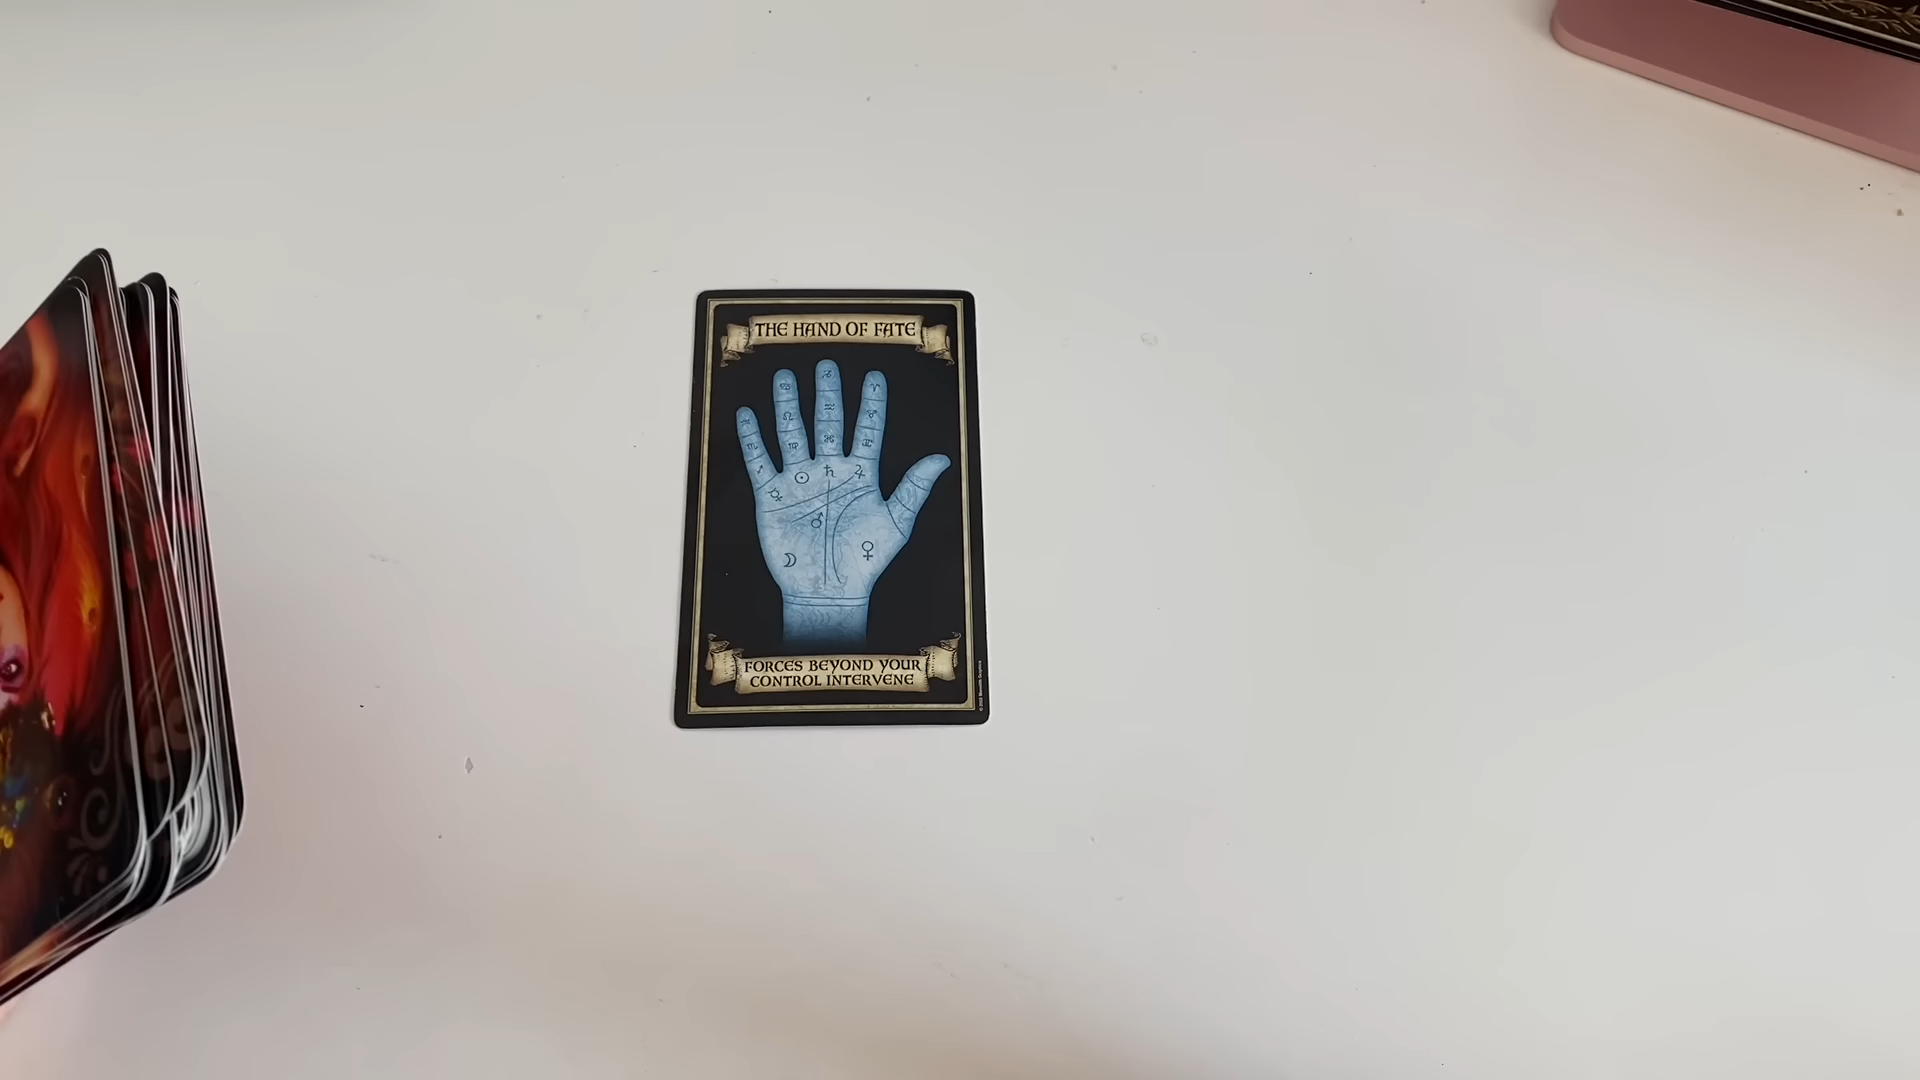 THE HAND OF FATE
FORCES BEYOND YOUR
CONTROL INTERVENE